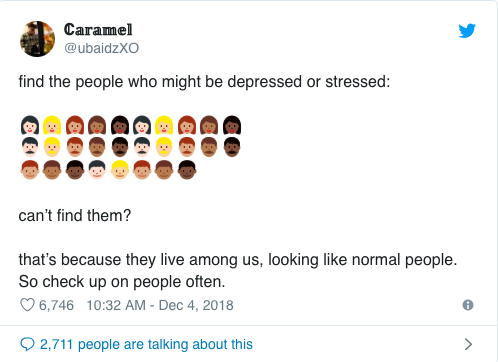 ℂ𝕒𝕣𝕒𝕞𝕖𝕝
@ubaidzXO
find the people who might be depressed or stressed:
can’t find them?
that’s because they live among us, looking like normal people.
So check up on people often.
6,746 10:32 AM - Dec 4, 2018
2,711 people are talking about this